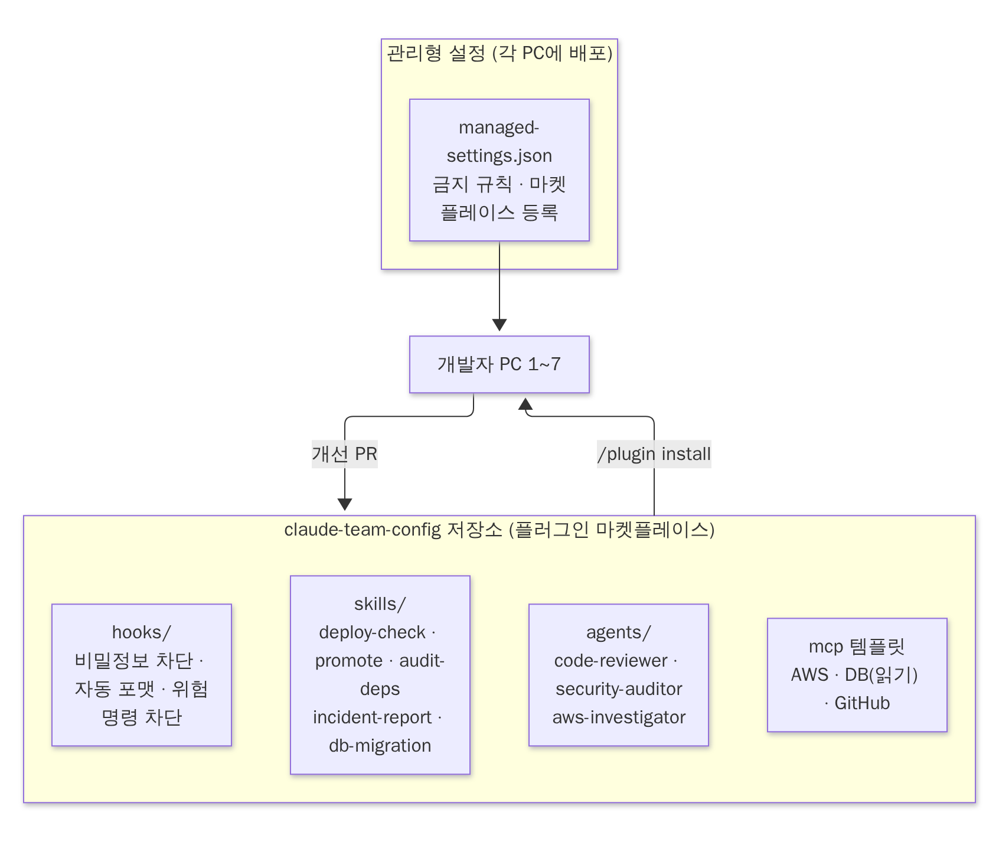 관리형 설정 (각 PC에 배포)
managed-
settings.json
금지 규칙 · 마켓
플레이스 등록
개발자 PC 1~7
개선 PR
/plugin install
claude-team-config 저장소 (플러그인 마켓플레이스)
hooks/
비밀정보 차단 ·
자동 포맷 · 위험
명령 차단
skills/
deploy-check ·
promote · audit-
deps
incident-report ·
db-migration
agents/
code-reviewer ·
security-auditor
aws-investigator
mcp 템플릿
AWS · DB(읽기)
· GitHub